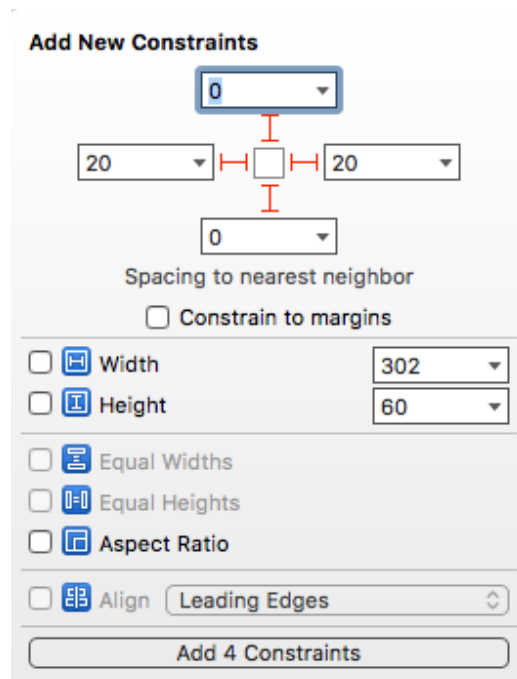 Add New Constraints
0
20 20
0
Spacing to nearest neighbor
Constrain to margins
Width 302
Height 60
Equal Widths
Equal Heights
Aspect Ratio
Align Leading Edges
Add 4 Constraints